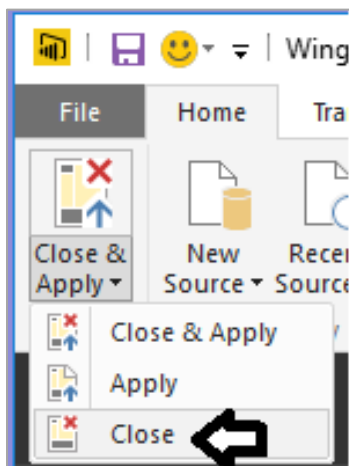 Wing
File Home Tra
Close & Apply
New Source
Recen Source
Close & Apply
Apply
Close